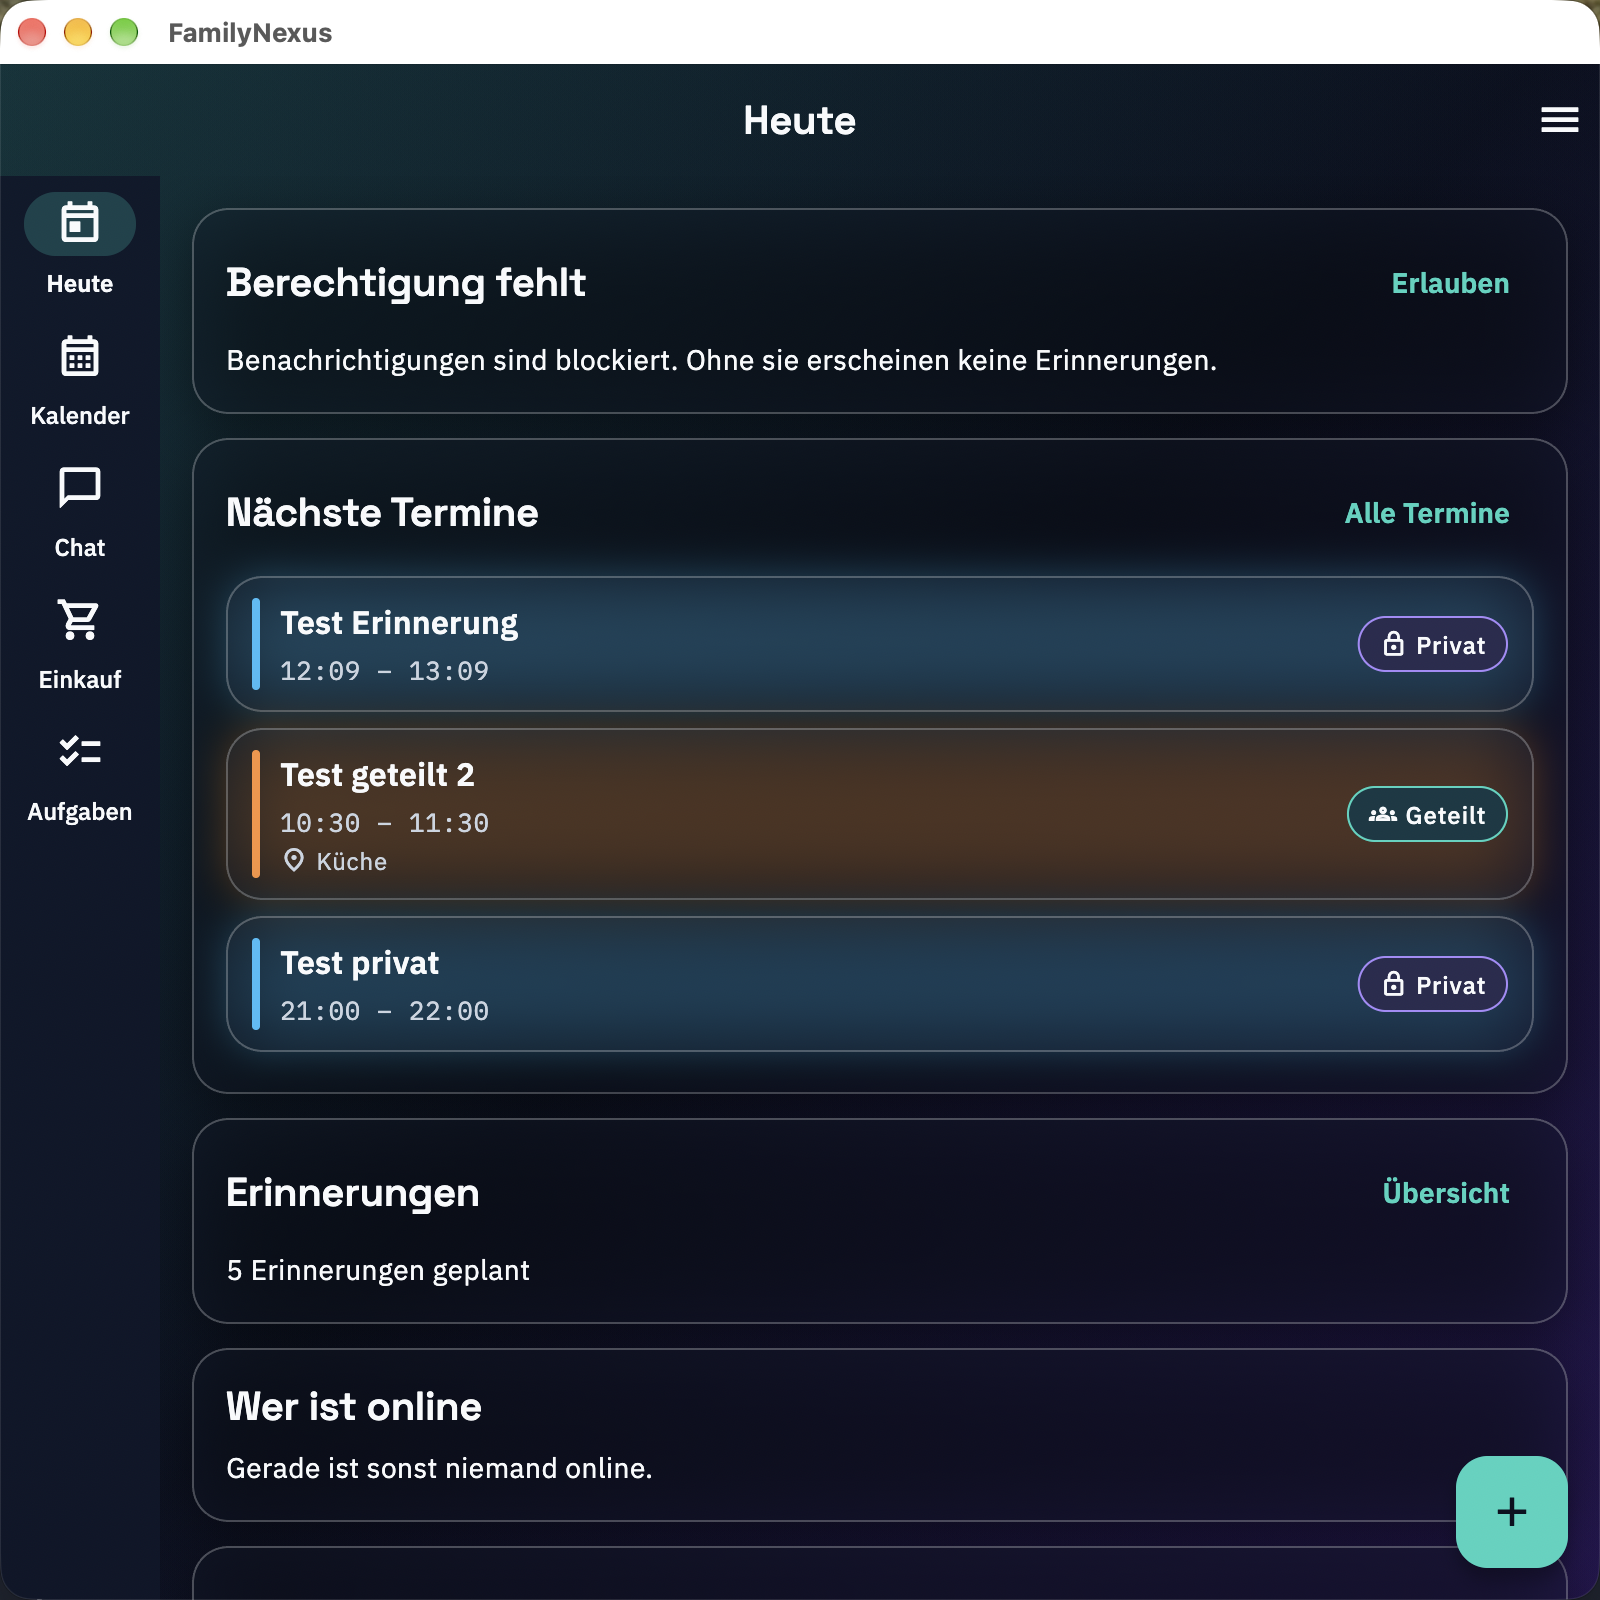 FamilyNexus
Heute
Heute
Kalender
Chat
Einkauf
Aufgaben
Berechtigung fehlt
Erlauben
Benachrichtigungen sind blockiert. Ohne sie erscheinen keine Erinnerungen.
Nächste Termine
Alle Termine
Test Erinnerung
12:09 – 13:09
Privat
Test geteilt 2
10:30 – 11:30
Küche
Geteilt
Test privat
21:00 – 22:00
Privat
Erinnerungen
Übersicht
5 Erinnerungen geplant
Wer ist online
Gerade ist sonst niemand online.